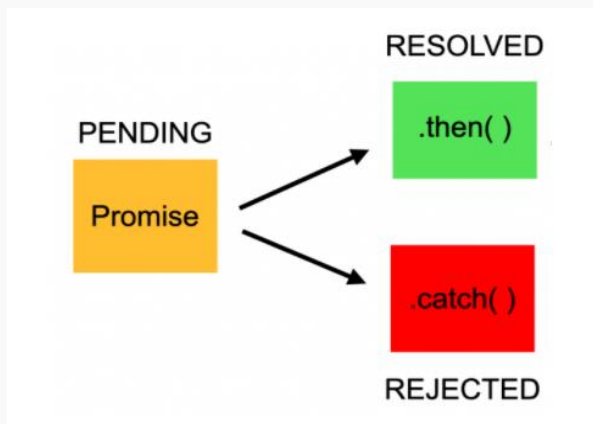 RESOLVED
.then( )
PENDING
Promise
.catch( )
REJECTED